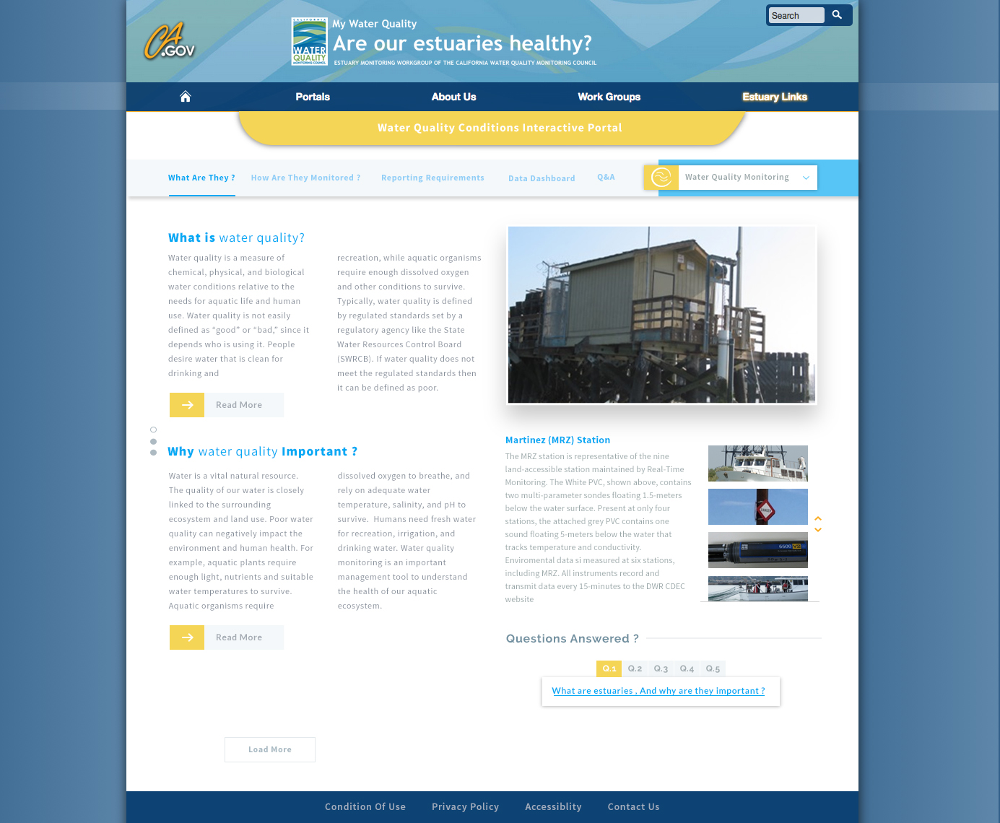 Search
CA
.GOV
CALIFORNIA
WATER
QUALITY
MONITORING COUNCIL
My Water Quality
Are our estuaries healthy?
ESTUARY MONITORING WORKGROUP OF THE CALIFORNIA WATER QUALITY MONITORING COUNCIL
Portals
About Us
Work Groups
Estuary Links
Water Quality Conditions Interactive Portal
What Are They ?
How Are They Monitored ?
Reporting Requirements
Data Dashboard
Q&A
Water Quality Monitoring
What is water quality?
Water quality is a measure of
chemical, physical, and biological
water conditions relative to the
needs for aquatic life and human
use. Water quality is not easily
defined as “good” or “bad,” since it
depends who is using it. People
desire water that is clean for
drinking and
recreation, while aquatic organisms
require enough dissolved oxygen
and other conditions to survive.
Typically, water quality is defined
by regulated standards set by a
regulatory agency like the State
Water Resources Control Board
(SWRCB). If water quality does not
meet the regulated standards then
it can be defined as poor.
Read More
Why water quality Important ?
Water is a vital natural resource.
The quality of our water is closely
linked to the surrounding
ecosystem and land use. Poor water
quality can negatively impact the
environment and human health. For
example, aquatic plants require
enough light, nutrients and suitable
water temperatures to survive.
Aquatic organisms require
dissolved oxygen to breathe, and
rely on adequate water
temperature, salinity, and pH to
survive.  Humans need fresh water
for recreation, irrigation, and
drinking water. Water quality
monitoring is an important
management tool to understand
the health of our aquatic
ecosystem.
Read More
Load More
Martinez (MRZ) Station
The MRZ station is representative of the nine
land-accessible station maintained by Real-Time
Monitoring. The White PVC, shown above, contains
two multi-parameter sondes floating 1.5-meters
below the water surface. Present at only four
stations, the attached grey PVC contains one
sound floating 5-meters below the water that
tracks temperature and conductivity.
Enviromental data si measured at six stations,
including MRZ. All instruments record and
transmit data every 15-minutes to the DWR CDEC
website
DANGER
6600 V2
Questions Answered ?
Q.1
Q.2
Q.3
Q.4
Q.5
What are estuaries , And why are they important ?
Condition Of Use
Privacy Policy
Accessiblity
Contact Us